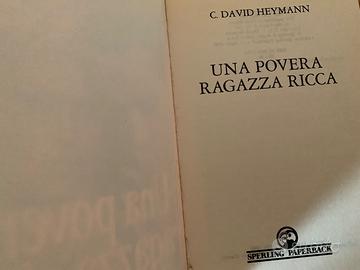 C. DAVID HEYMANN
UNA POVERA
RAGAZZA RICCA
SPERLING PAPERBACK